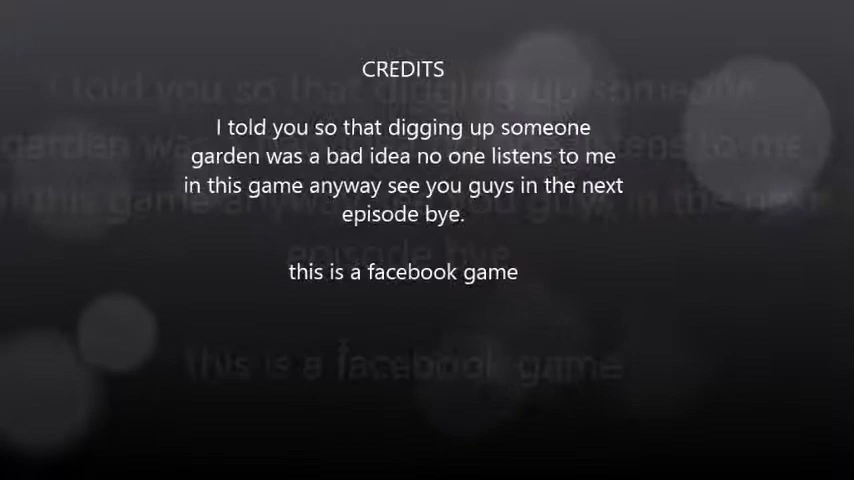 CREDITS
I told you so that digging up someone
garden was a bad idea no one listens to me
in this game anyway see you guys in the next
episode bye.
this is a facebook game